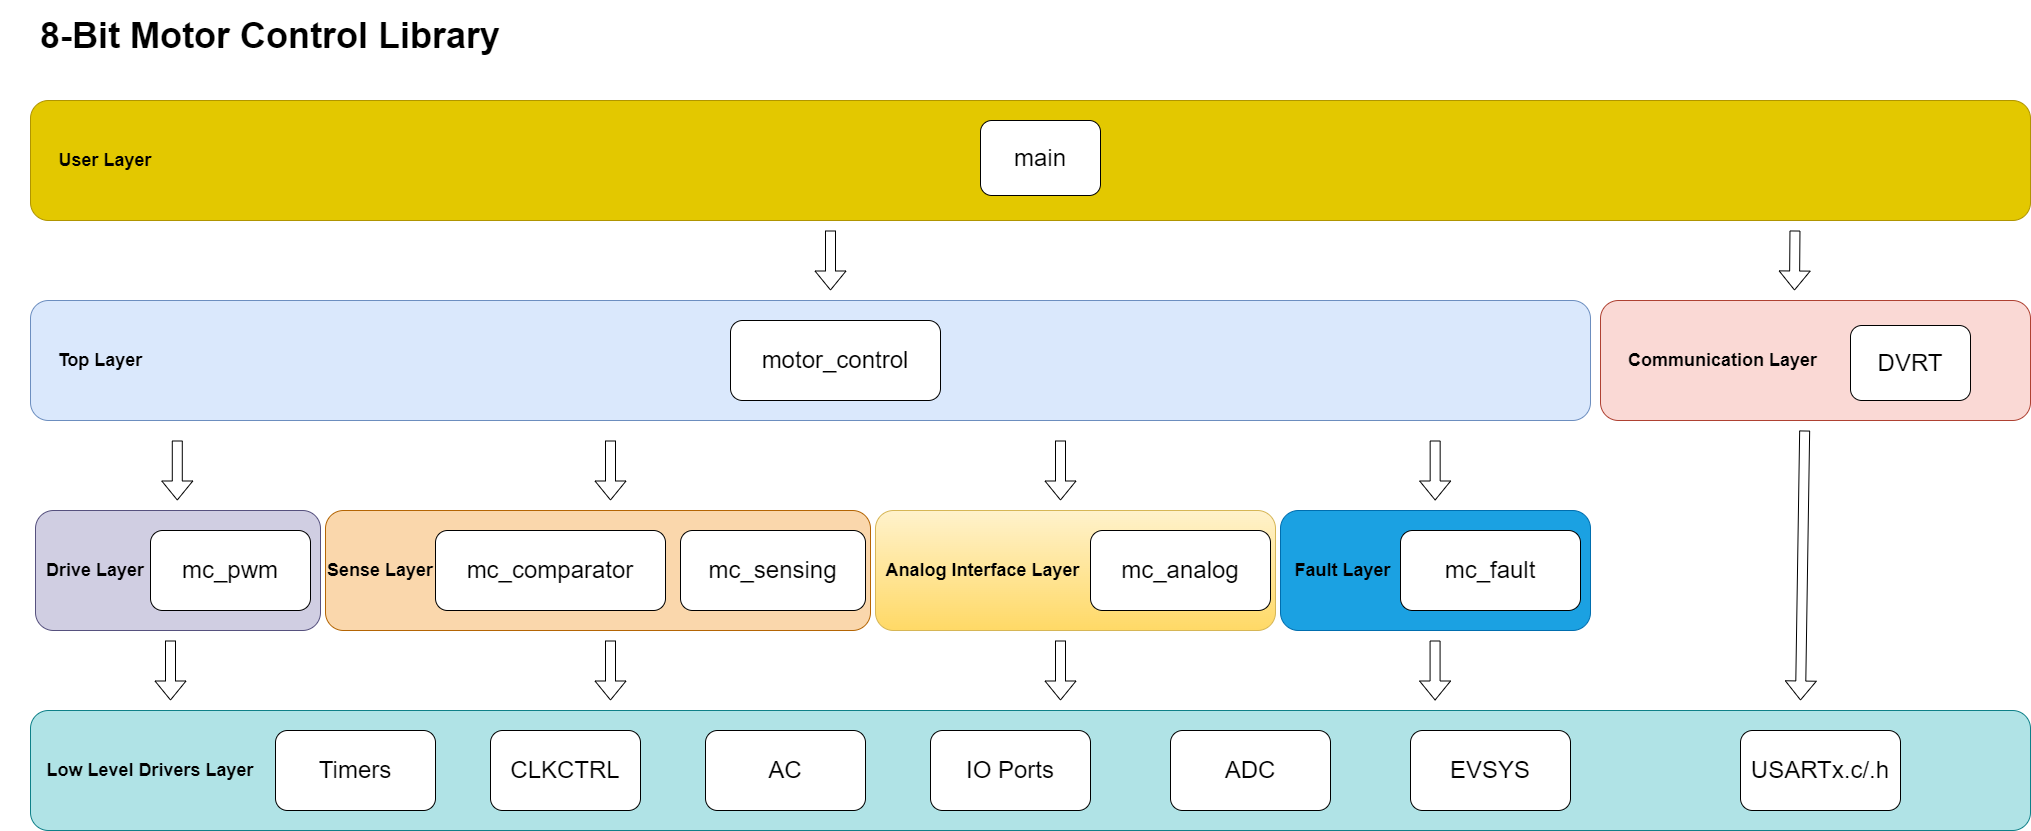 8-Bit Motor Control Library
User Layer
main
Top Layer
motor_control
Communication Layer
DVRT
Drive Layer
mc_pwm
Sense Layer
mc_comparator
mc_sensing
Analog Interface Layer
mc_analog
Fault Layer
mc_fault
Low Level Drivers Layer
Timers
CLKCTRL
AC
IO Ports
ADC
EVSYS
USARTx.c/.h